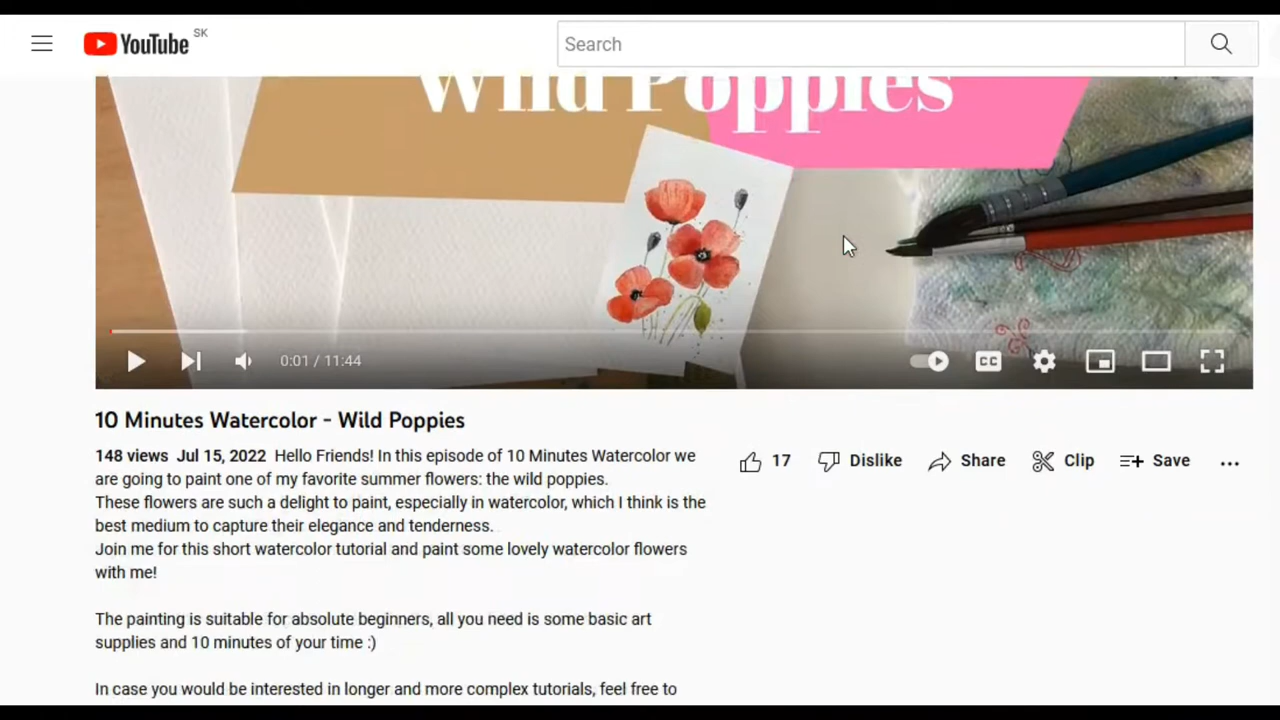 YouTube SK
Search
Wild Poppies
0:01 / 11:44
CC
10 Minutes Watercolor - Wild Poppies
148 views Jul 15, 2022 Hello Friends! In this episode of 10 Minutes Watercolor we
are going to paint one of my favorite summer flowers: the wild poppies.
These flowers are such a delight to paint, especially in watercolor, which I think is the
best medium to capture their elegance and tenderness.
Join me for this short watercolor tutorial and paint some lovely watercolor flowers
with me!
The painting is suitable for absolute beginners, all you need is some basic art
supplies and 10 minutes of your time :)
In case you would be interested in longer and more complex tutorials, feel free to
17 Dislike Share Clip Save ...